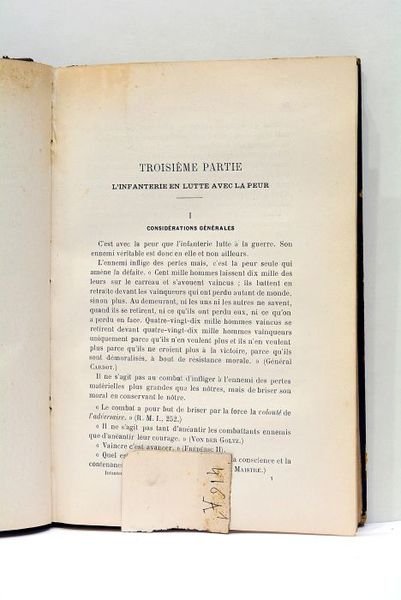 TROISIÈME PARTIE
L'INFANTERIE EN LUTTE AVEC LA PEUR
I
CONSIDÉRATIONS GÉNÉRALES
C'est avec la peur que l'infanterie lutte à la guerre. Son
ennemi véritable est donc en elle et non ailleurs.
L'ennemi inflige des pertes mais, c'est la peur seule qui
amène la défaite. « Cent mille hommes laissent dix mille des
leurs sur le carreau et s'avouent vaincus ; ils battent en
retraite devant les vainqueurs qui ont perdu autant de monde,
sinon plus. Au demeurant, ni les uns ni les autres ne savent,
quand ils se retirent, ni ce qu'ils ont perdu eux, ni ce qu'on
a perdu en face. Quatre-vingt-dix mille hommes vaincus se
retirent devant quatre-vingt-dix mille hommes vainqueurs
uniquement parce qu'ils n'en veulent plus et ils n'en veulent
plus parce qu'ils ne croient plus à la victoire, parce qu'ils
sont démoralisés, à bout de résistance morale. » (Général
CARDOT.)
Il ne s'agit pas au combat d'infliger à l'ennemi des pertes
matérielles plus grandes que les nôtres, mais de briser son
moral en conservant le nôtre.
« Le combat a pour but de briser par la force la volonté de
l'adversaire. » (R. M. I., 252.)
« Il ne s'agit pas tant d'anéantir les combattants ennemis
que d'anéantir leur courage. » (VON DER GOLTZ.)
« Vaincre c'est avancer. » (FRÉDÉRIC II)
« Quel la conscience et la
contenance MAISTRE.)
1